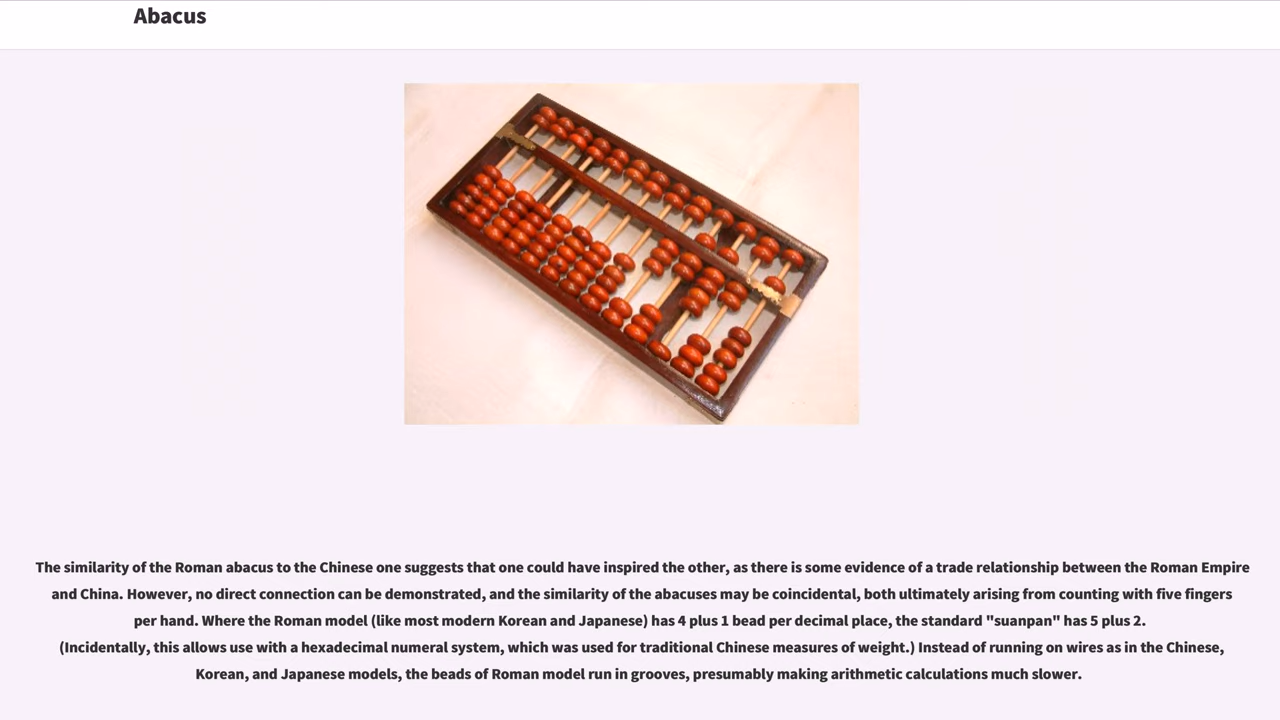 Abacus
The similarity of the Roman abacus to the Chinese one suggests that one could have inspired the other, as there is some evidence of a trade relationship between the Roman Empire
and China. However, no direct connection can be demonstrated, and the similarity of the abacuses may be coincidental, both ultimately arising from counting with five fingers
per hand. Where the Roman model (like most modern Korean and Japanese) has 4 plus 1 bead per decimal place, the standard "suanpan" has 5 plus 2.
(Incidentally, this allows use with a hexadecimal numeral system, which was used for traditional Chinese measures of weight.) Instead of running on wires as in the Chinese,
Korean, and Japanese models, the beads of Roman model run in grooves, presumably making arithmetic calculations much slower.